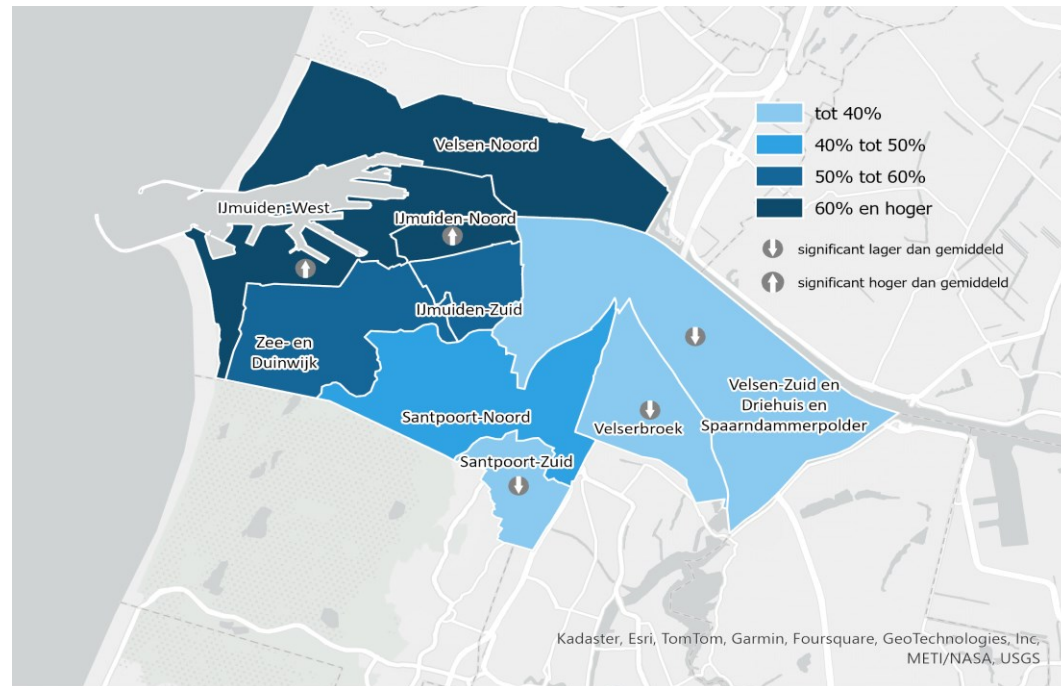 tot 40%
40% tot 50%
50% tot 60%
60% en hoger
significant lager dan gemiddeld
significant hoger dan gemiddeld
Velsen-Noord
IJmuiden-West
IJmuiden-Noord
IJmuiden-Zuid
Zee- en
Duinwijk
Santpoort-Noord
Santpoort-Zuid
Velserbroek
Velsen-Zuid en
Driehuis en
Spaarndammerpolder
Kadaster, Esri, TomTom, Garmin, Foursquare, GeoTechnologies, Inc,
METI/NASA, USGS